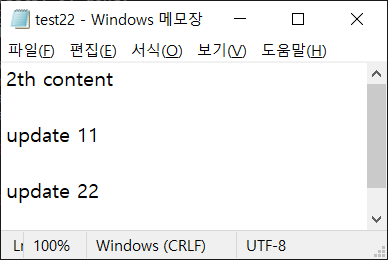 test22 - Windows 메모장
파일(F) 편집(E) 서식(O) 보기(V) 도움말(H)
2th content
update 11
update 22
100% Windows (CRLF) UTF-8